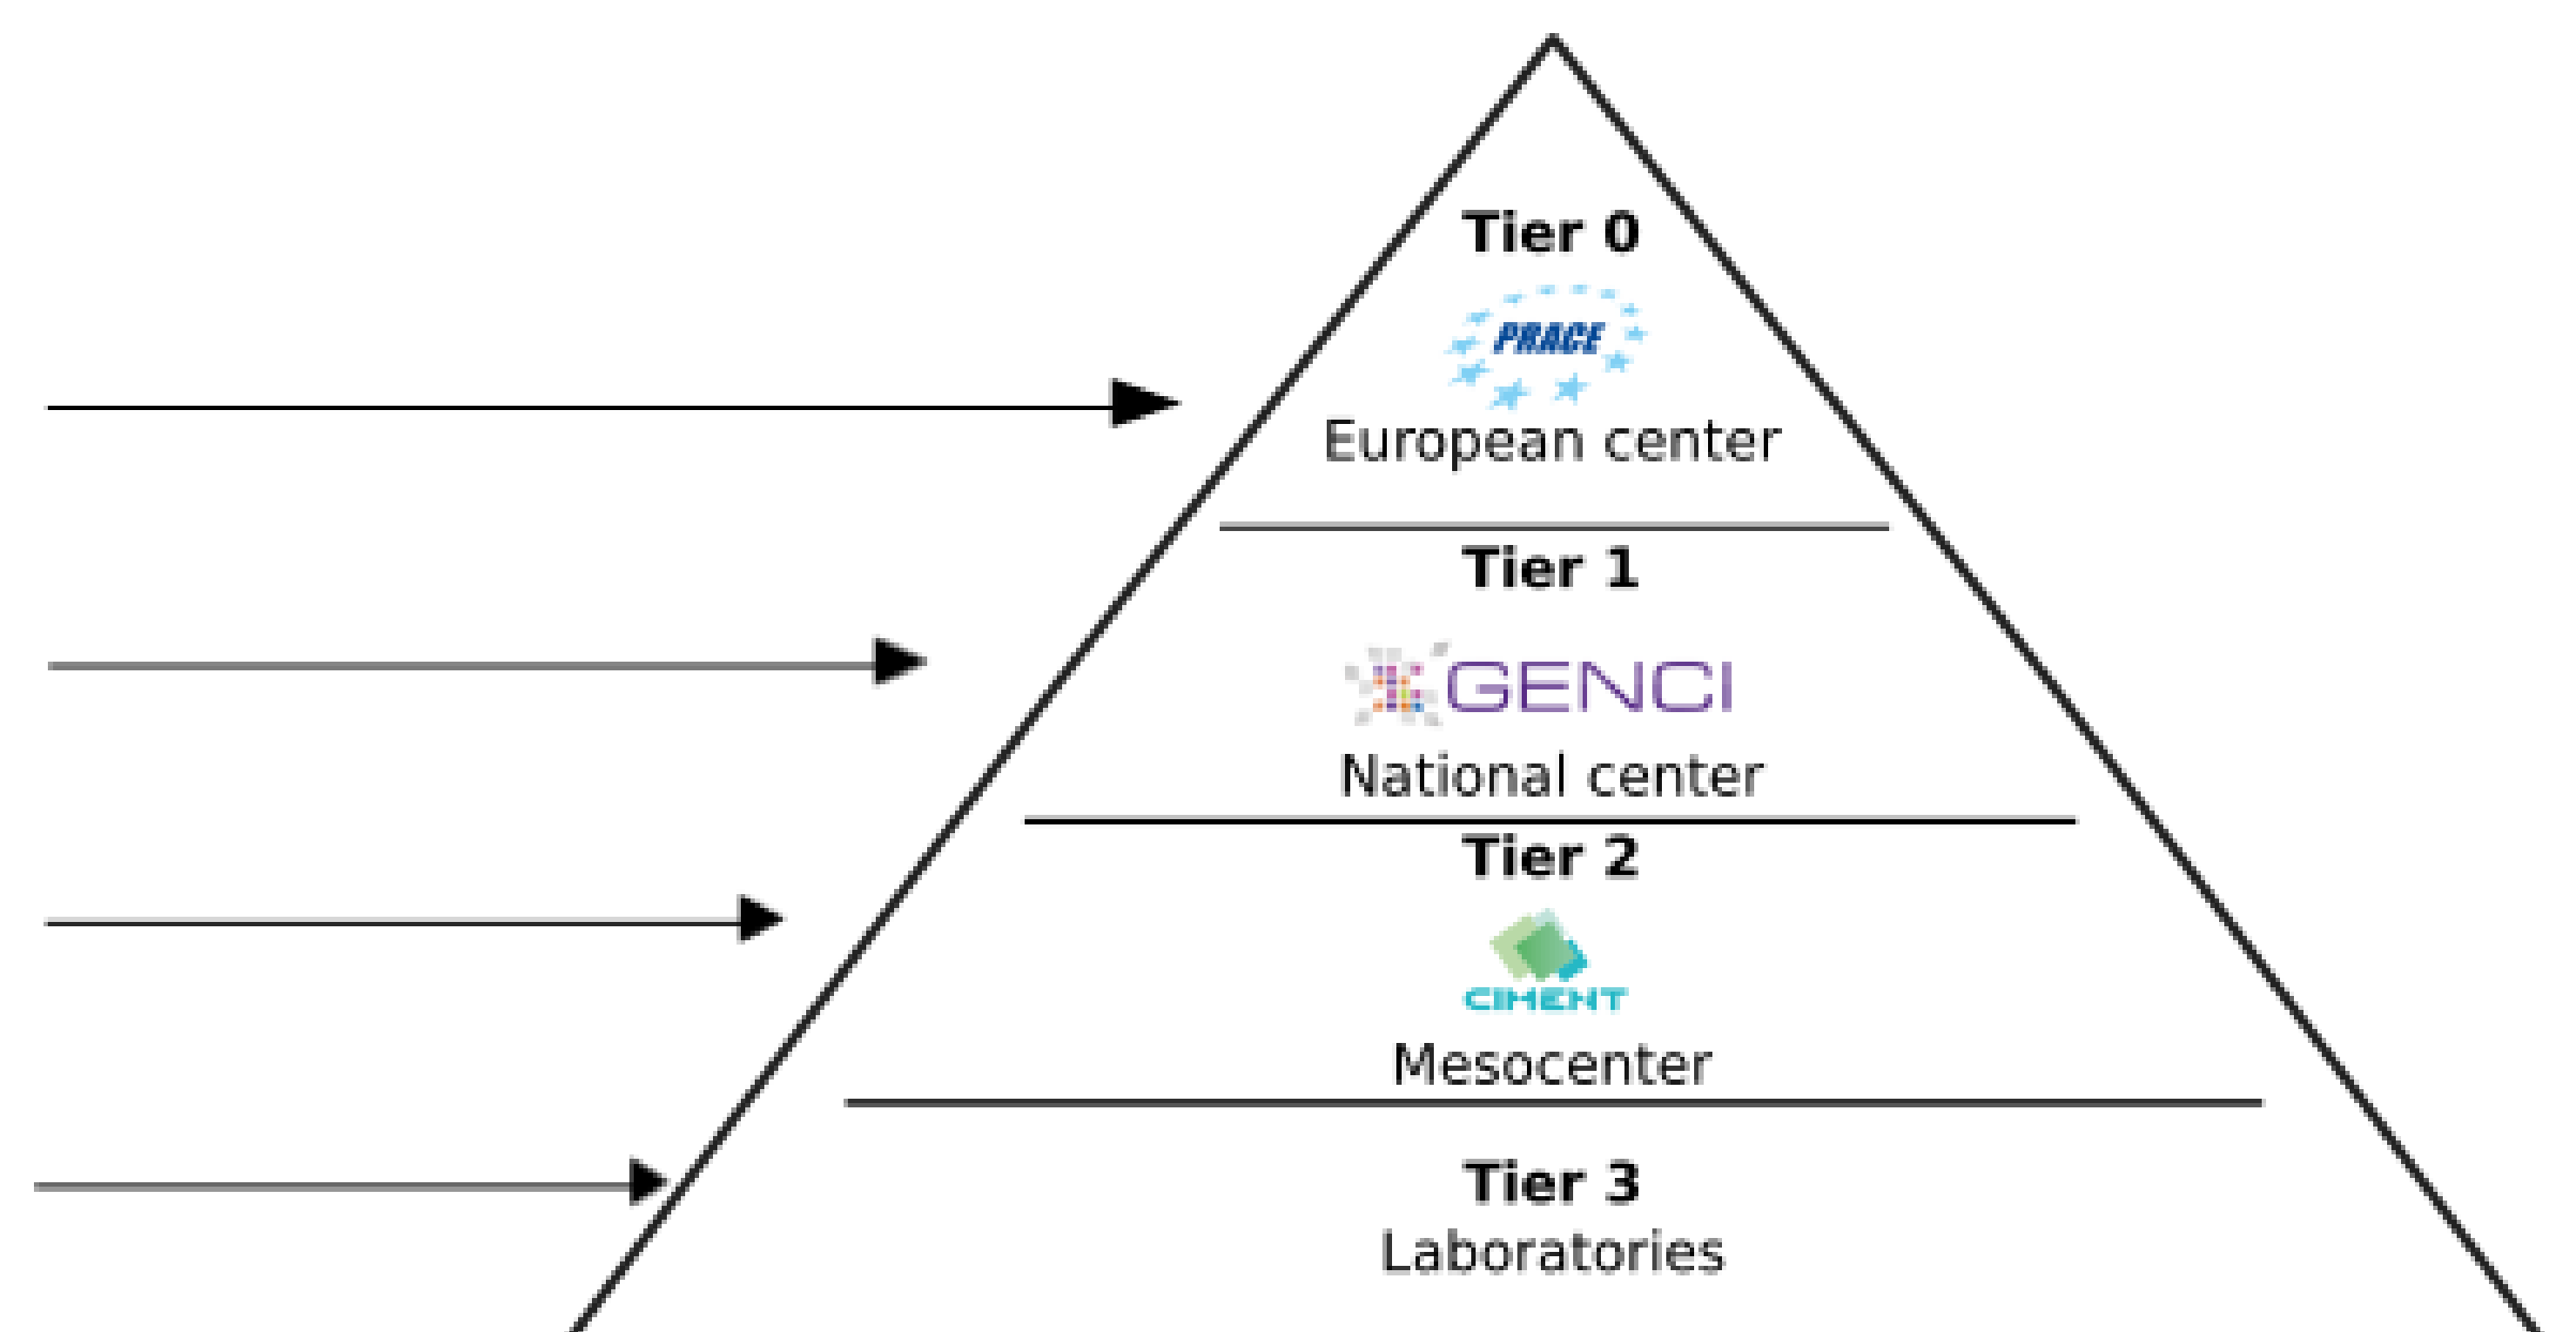 Tier 0
PRACE
European center
Tier 1
GENCI
National center
Tier 2
CIMENT
Mesocenter
Tier 3
Laboratories